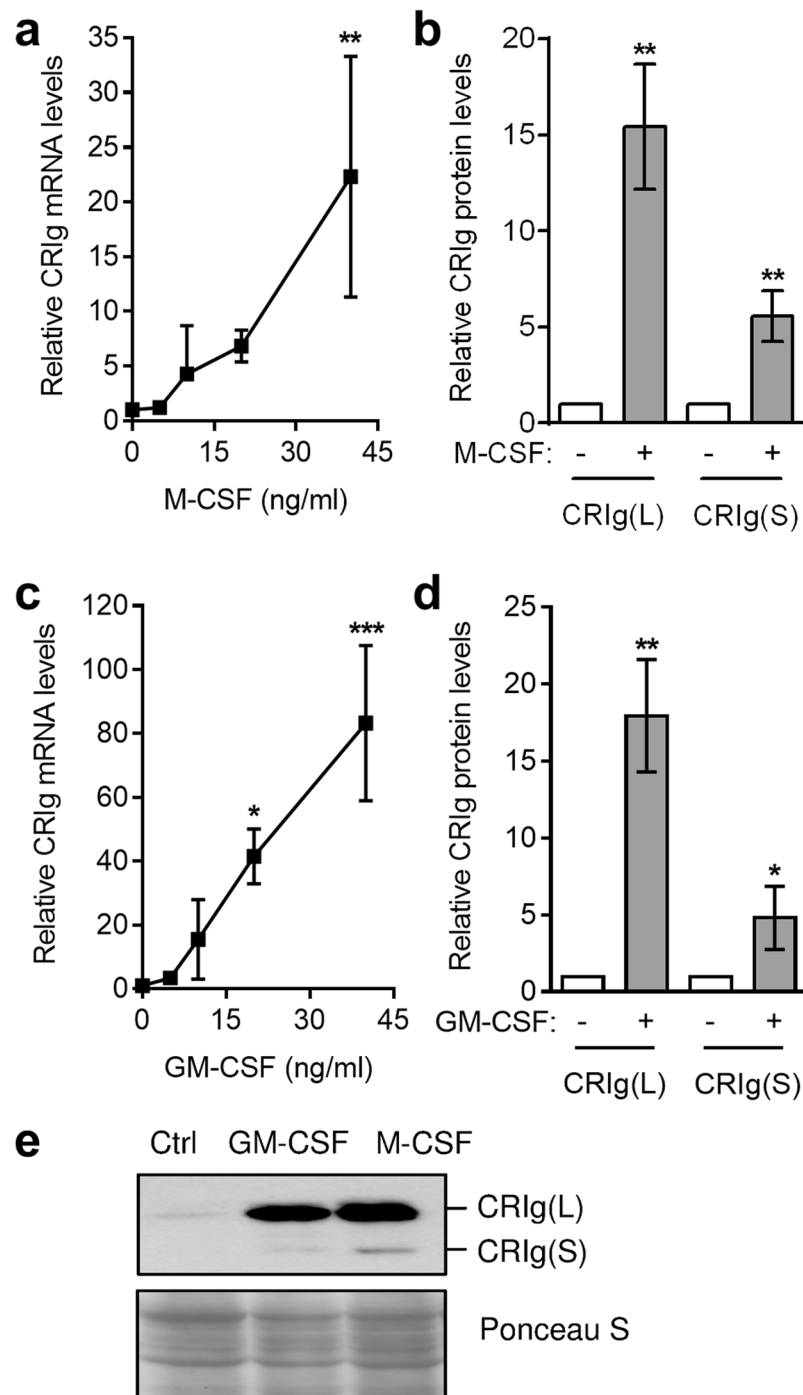 a
Relative CRIg mRNA levels
35
30
25
20
15
10
5
0
**
0 15 30 45
M-CSF (ng/ml)
b
Relative CRIg protein levels
20
15
10
5
0
**
**
M-CSF: - + - +
CRIg(L) CRIg(S)
c
Relative CRIg mRNA levels
120
100
80
60
40
20
0
*
***
0 15 30 45
GM-CSF (ng/ml)
d
Relative CRIg protein levels
25
20
15
10
5
0
**
*
GM-CSF: - + - +
CRIg(L) CRIg(S)
e
Ctrl GM-CSF M-CSF
CRIg(L)
CRIg(S)
Ponceau S